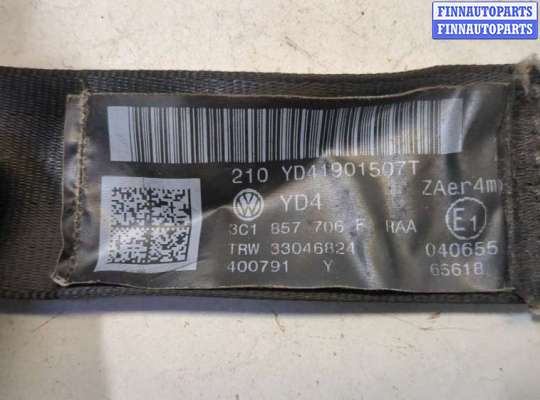 FINNAUTOPARTS
FINNAUTOPARTS
210 YD41901507T
YD4 ZAer4m)
3C1 857 706 F RAA E1
TRW 33046824 040655
400791 Y 66618